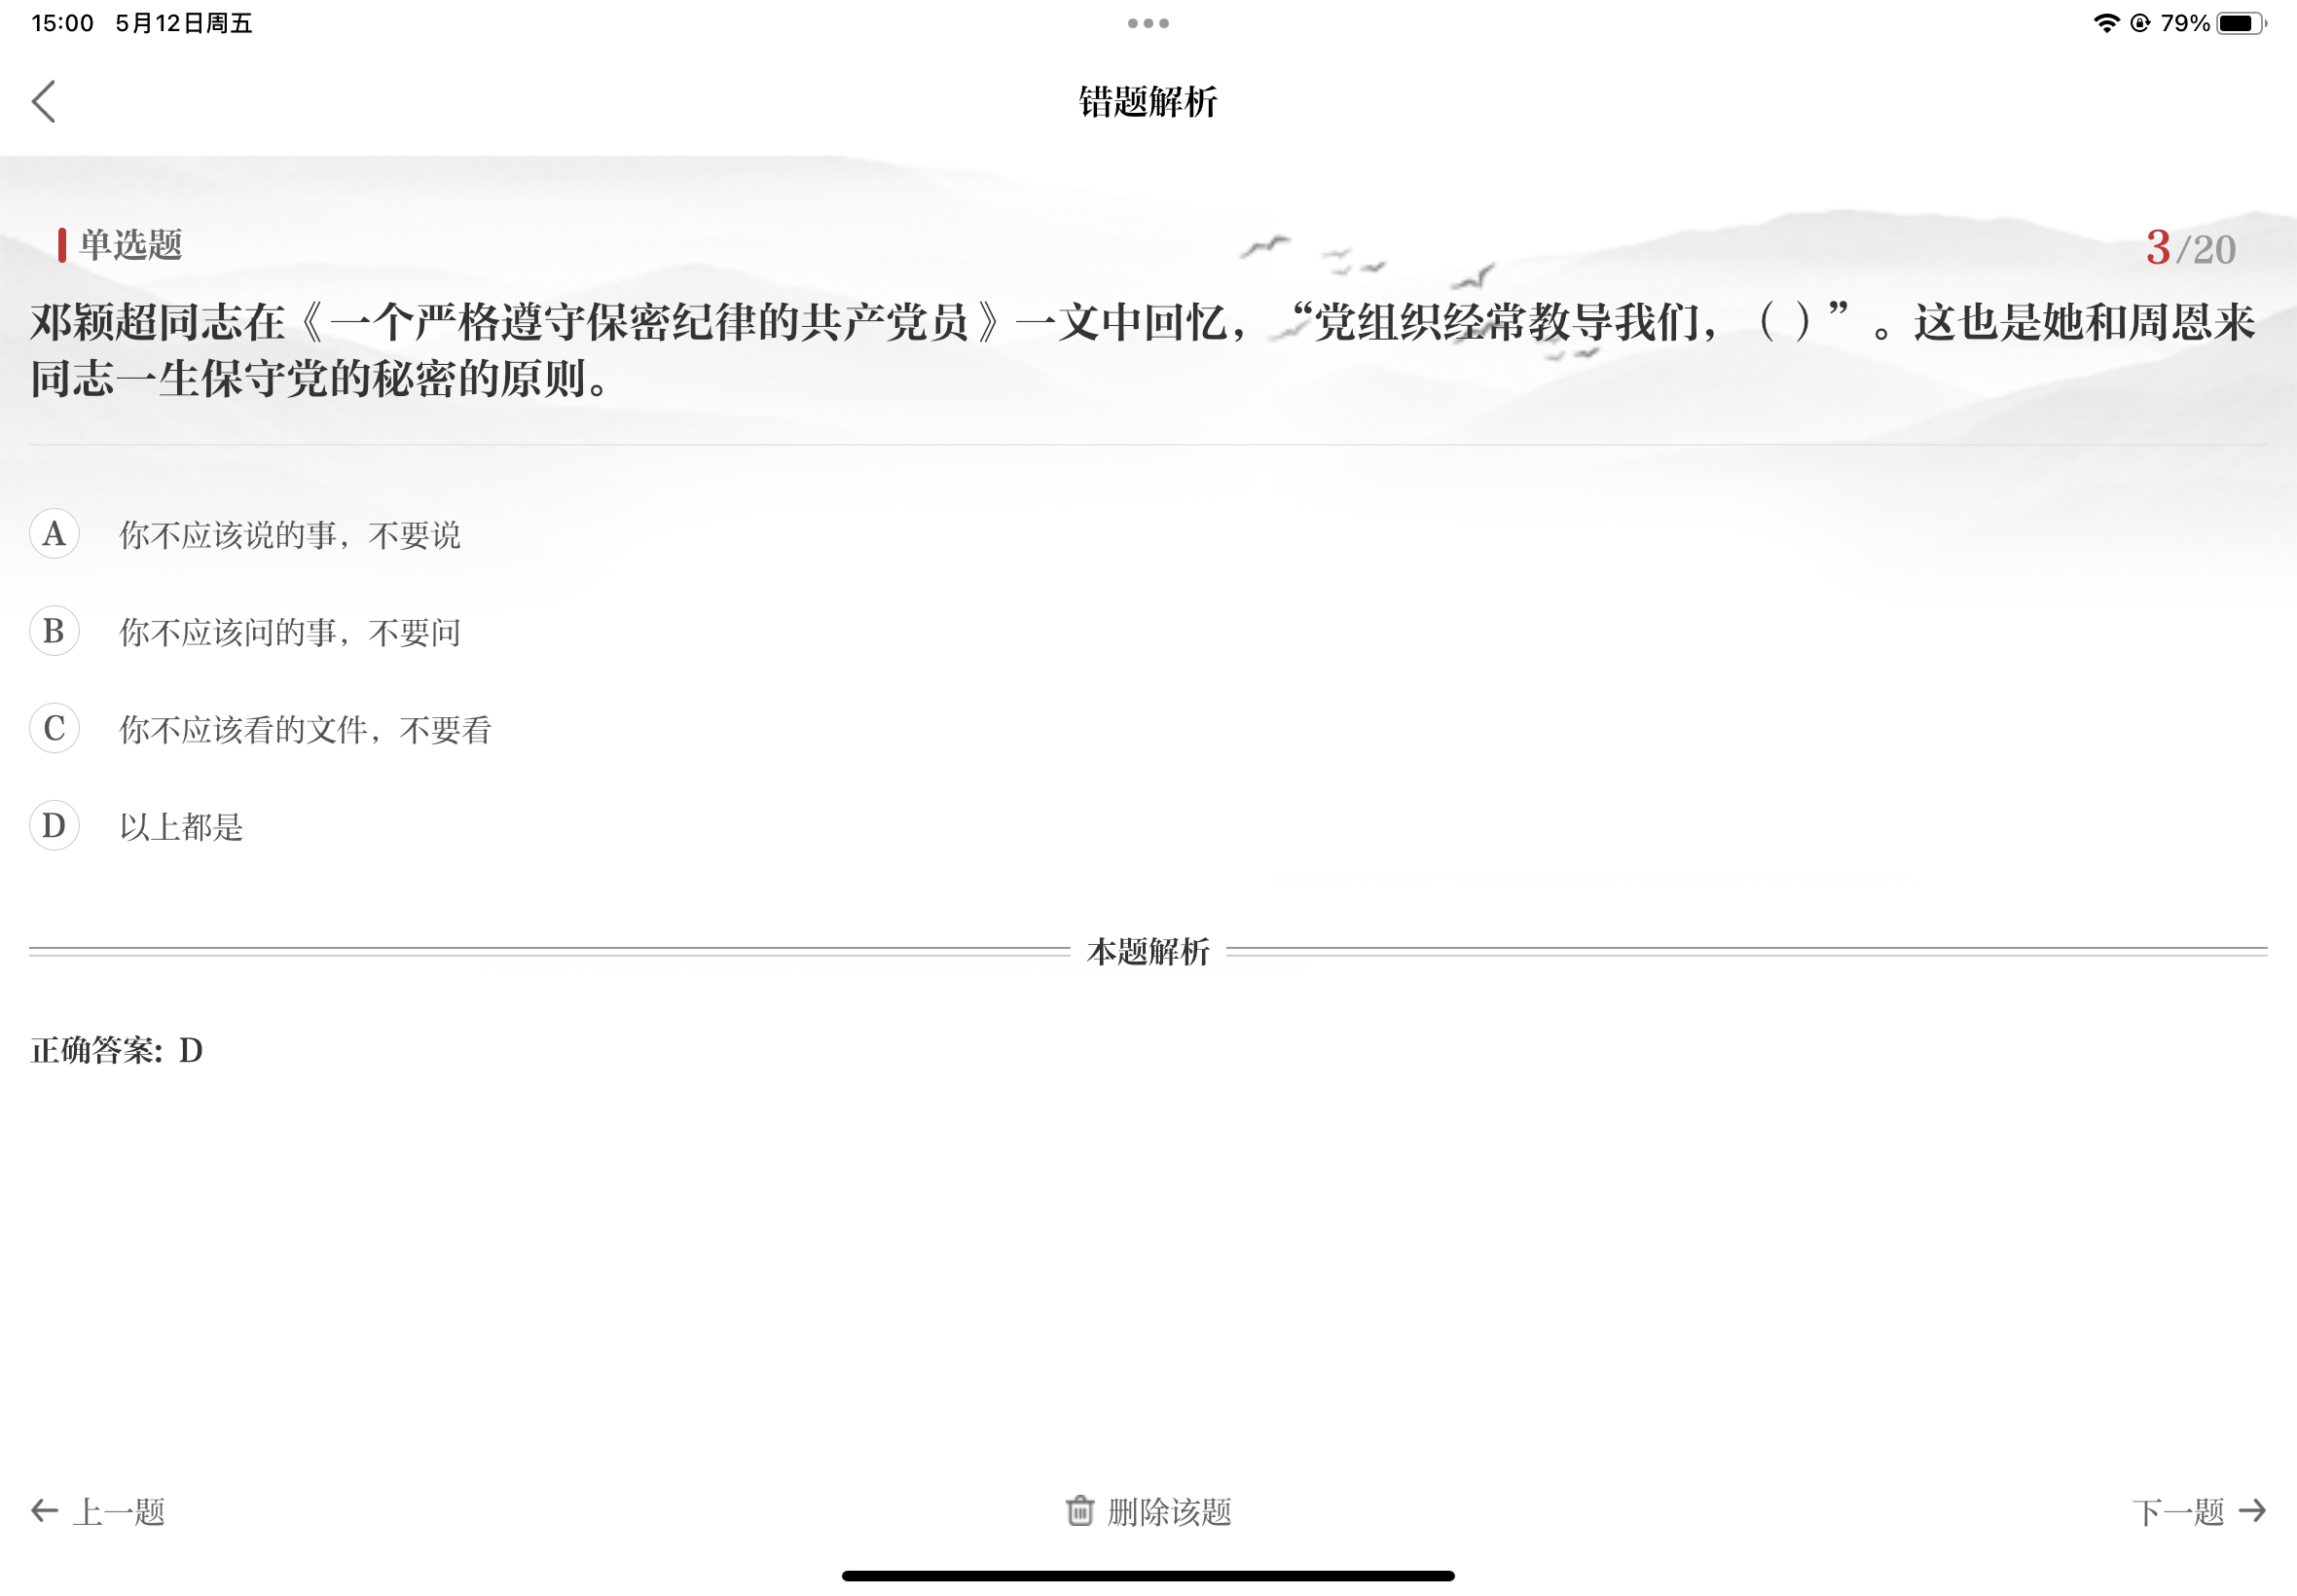 15:00 5月12日周五
79%
错题解析
单选题
3/20
邓颖超同志在《一个严格遵守保密纪律的共产党员》一文中回忆，“党组织经常教导我们，（ ）”。这也是她和周恩来
同志一生保守党的秘密的原则。
A 你不应该说的事，不要说
B 你不应该问的事，不要问
C 你不应该看的文件，不要看
D 以上都是
本题解析
正确答案: D
上一题
删除该题
下一题